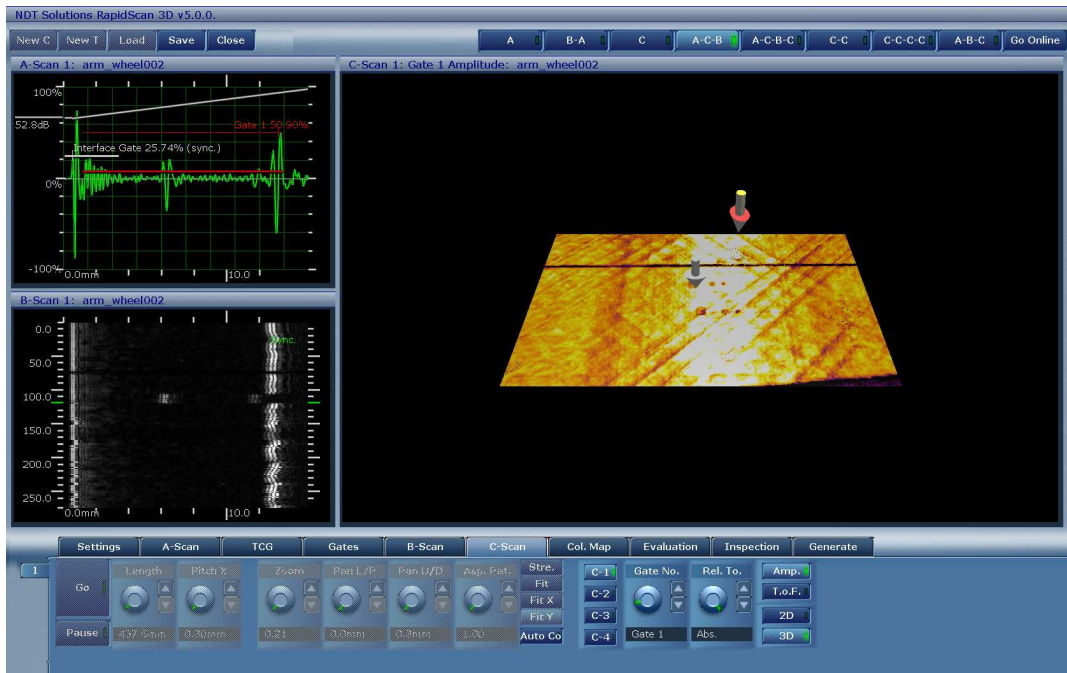 NDT Solutions RapidScan 3D v5.0.0.
New C New T Load Save Close A B-A C A-C-B A-C-B-C C-C C-C-C-C A-B-C Go Online
A-Scan 1: arm_wheel002
100%
52.8dB
Gate 1 50.90%
Interface Gate 25.74% (sync.)
0%
-100%
0.0mm 10.0
B-Scan 1: arm_wheel002
0.0
sync.
50.0
100.0
150.0
200.0
250.0
0.0mm 10.0
C-Scan 1: Gate 1 Amplitude: arm_wheel002
Settings A-Scan TCG Gates B-Scan C-Scan Col. Map Evaluation Inspection Generate
1
Go
Pause
Length Pitch X Zoom Pan L/R Pan U/D Asp. Rat.
0.30mm 0.21 0.0mm 0.0mm 1.00
Stre.
Fit
Fit X
Fit Y
Auto Co
C-1
C-2
C-3
C-4
Gate No. Rel. To.
Gate 1 Abs.
Amp.
T.o.F.
2D
3D